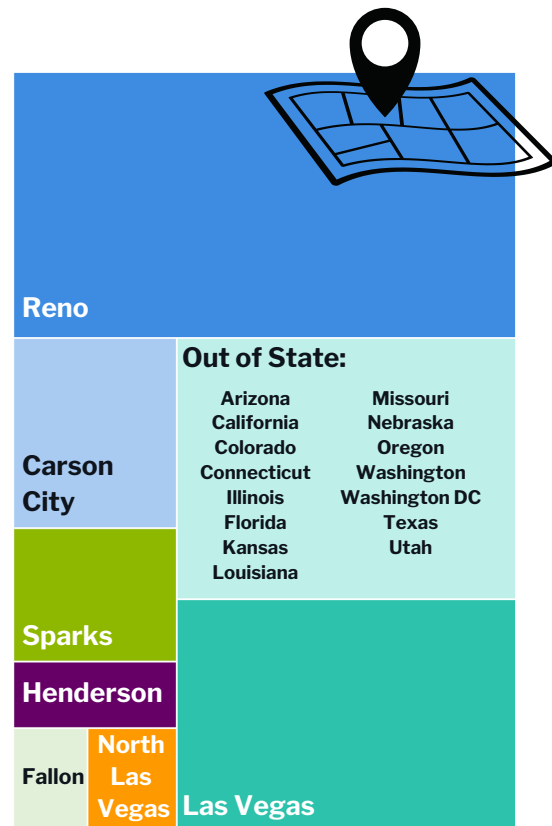 Reno
Out of State:
Arizona
California
Colorado
Connecticut
Illinois
Florida
Kansas
Louisiana
Missouri
Nebraska
Oregon
Washington
Washington DC
Texas
Utah
Carson
City
Sparks
Henderson
Fallon
North
Las
Vegas
Las Vegas